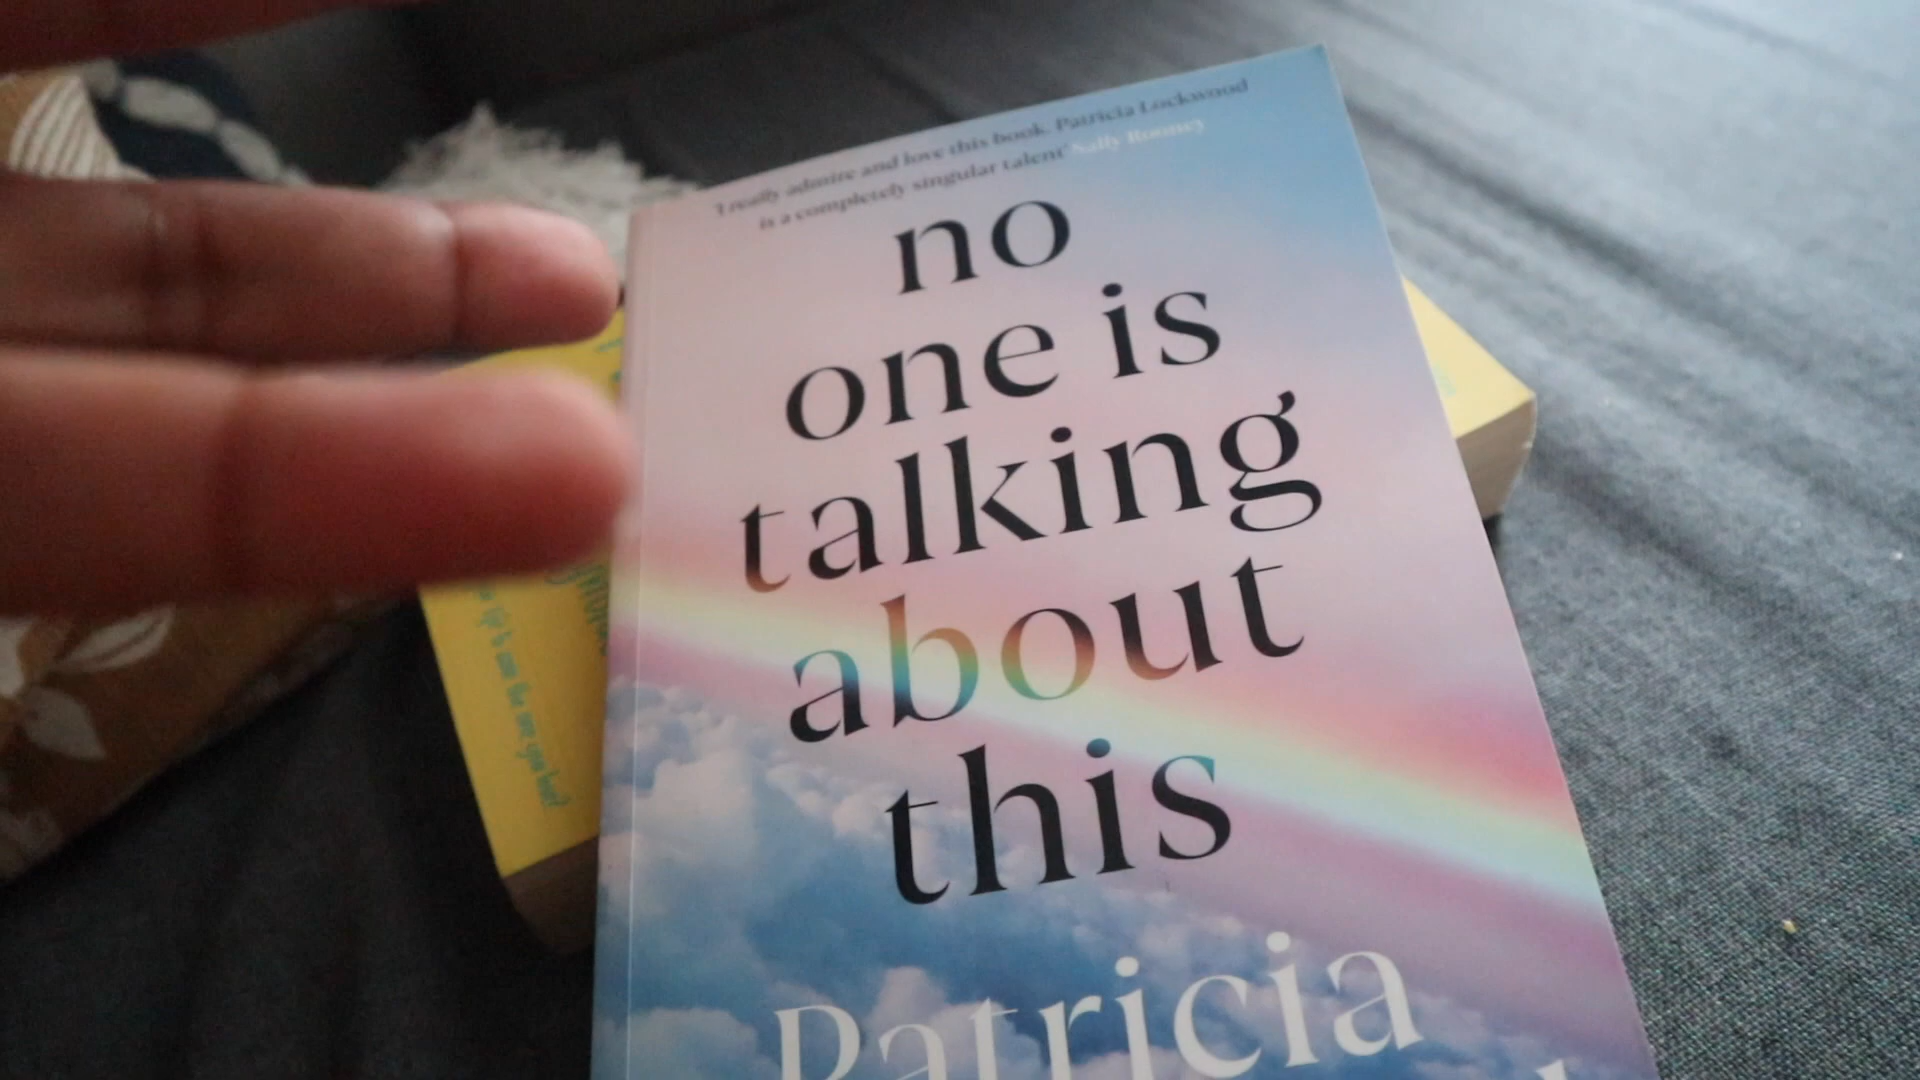 'I really admire and love this book. Patricia Lockwood
is a completely singular talent' Sally Rooney
no
one is
talking
about
this
Patricia